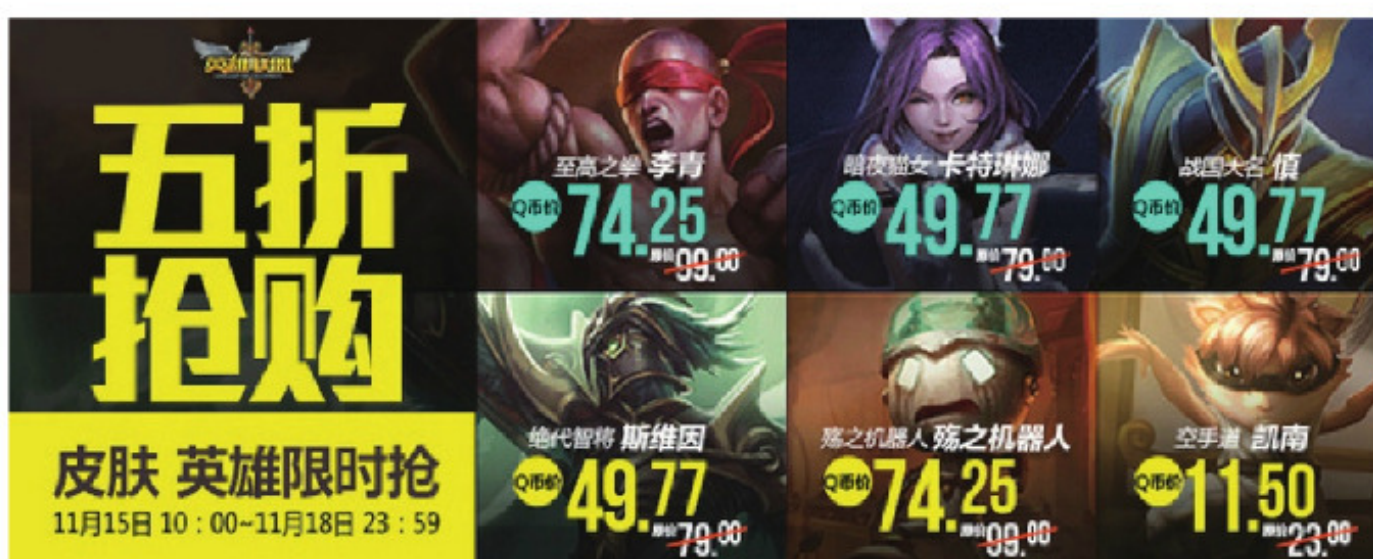 英雄联盟
五折
抢购
皮肤 英雄限时抢
11月15日 10：00~11月18日 23：59
至高之拳 李青
Q币价 74.25
原价 99.00
暗夜猫女 卡特琳娜
Q币价 49.77
原价 79.00
战国大名 慎
Q币价 49.77
原价 79.00
绝代智将 斯维因
Q币价 49.77
原价 79.00
殇之机器人 殇之机器人
Q币价 74.25
原价 99.00
空手道 凯南
Q币价 11.50
原价 23.00